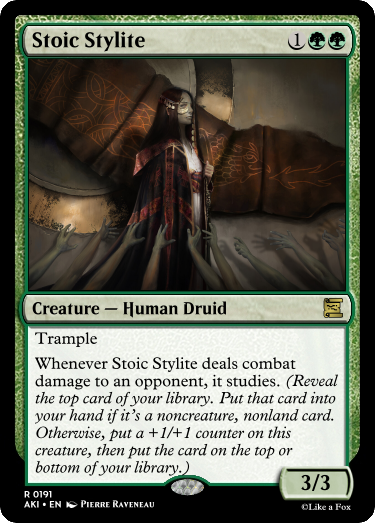 Stoic Stylite 1
Creature — Human Druid
Trample
Whenever Stoic Stylite deals combat
damage to an opponent, it studies. (Reveal
the top card of your library. Put that card into
your hand if it's a noncreature, nonland card.
Otherwise, put a +1/+1 counter on this
creature, then put the card on the top or
bottom of your library.)
3/3
R 0191
AKI • EN Pierre Raveneau
©Like a Fox